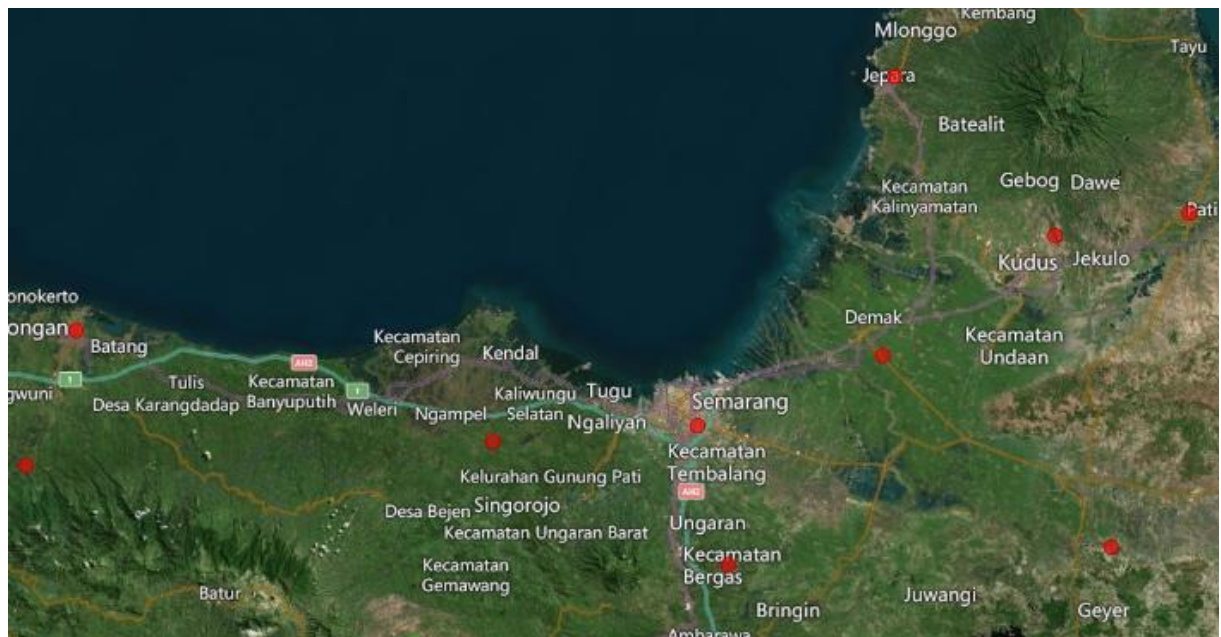 Kembang
Mlonggo
Tayu
Jepara
Batealit
Gebog
Dawe
Kecamatan
Kalinyamatan
Pati
Kudus
Jekulo
onokerto
ongan
Batang
Demak
Kecamatan
Undaan
Kecamatan
Cepiring
Kendal
AH2
1
1
gwuni
Tulis
Desa Karangdadap
Kecamatan
Banyuputih
Weleri
Ngampel
Kaliwungu
Selatan
Tugu
Ngaliyan
Semarang
Kecamatan
Tembalang
Kelurahan Gunung Pati
AH2
Desa Bejen
Singorojo
Ungaran
Kecamatan Ungaran Barat
Kecamatan
Bergas
Kecamatan
Gemawang
Batur
Juwangi
Bringin
Geyer
Ambarawa